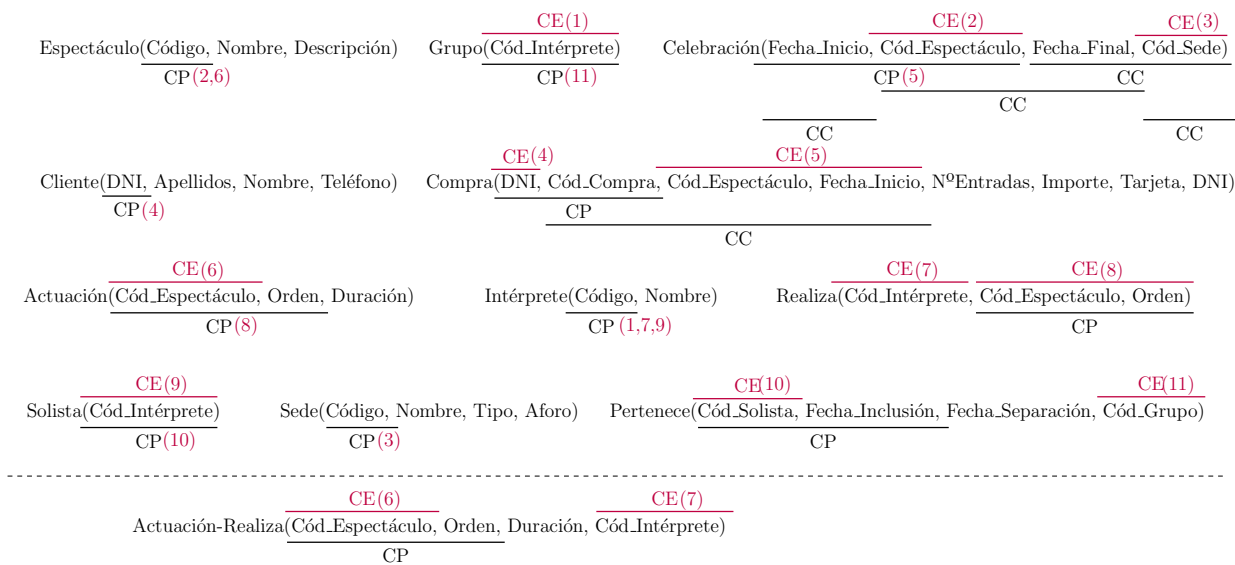 CE(1) CE(2) CE(3)
Espectáculo(Código, Nombre, Descripción) Grupo(Cód_Intérprete) Celebración(Fecha_Inicio, Cód_Espectáculo, Fecha_Final, Cód_Sede)
CP(2,6) CP(11) CP(5) CC
CC
CC CC
CE(4) CE(5)
Cliente(DNI, Apellidos, Nombre, Teléfono) Compra(DNI, Cód_Compra, Cód_Espectáculo, Fecha_Inicio, NºEntradas, Importe, Tarjeta, DNI)
CP(4) CP
CC
CE(6) CE(7) CE(8)
Actuación(Cód_Espectáculo, Orden, Duración) Intérprete(Código, Nombre) Realiza(Cód_Intérprete, Cód_Espectáculo, Orden)
CP(8) CP(1,7,9) CP
CE(9) CE(10) CE(11)
Solista(Cód_Intérprete) Sede(Código, Nombre, Tipo, Aforo) Pertenece(Cód_Solista, Fecha_Inclusión, Fecha_Separación, Cód_Grupo)
CP(10) CP(3) CP
CE(6) CE(7)
Actuación-Realiza(Cód_Espectáculo, Orden, Duración, Cód_Intérprete)
CP